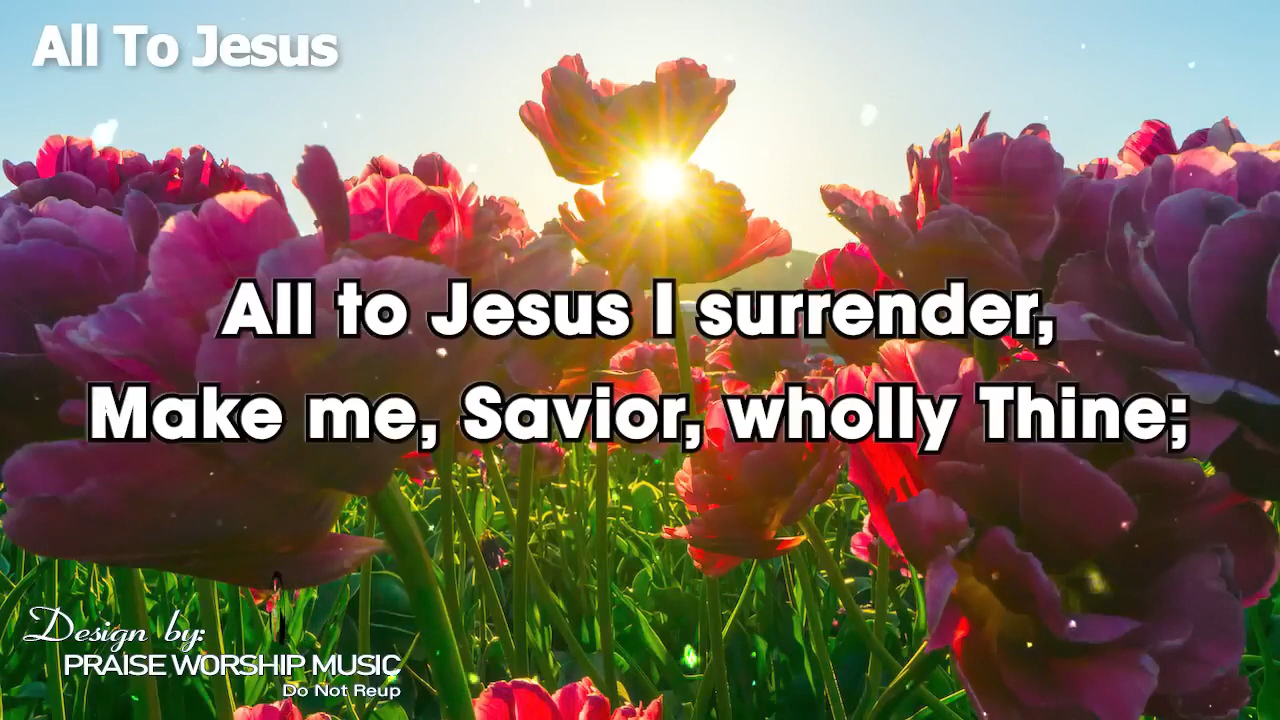 All To Jesus
All to Jesus I surrender,
Make me, Savior, wholly Thine;
Design by:
PRAISE WORSHIP MUSIC
Do Not Reup